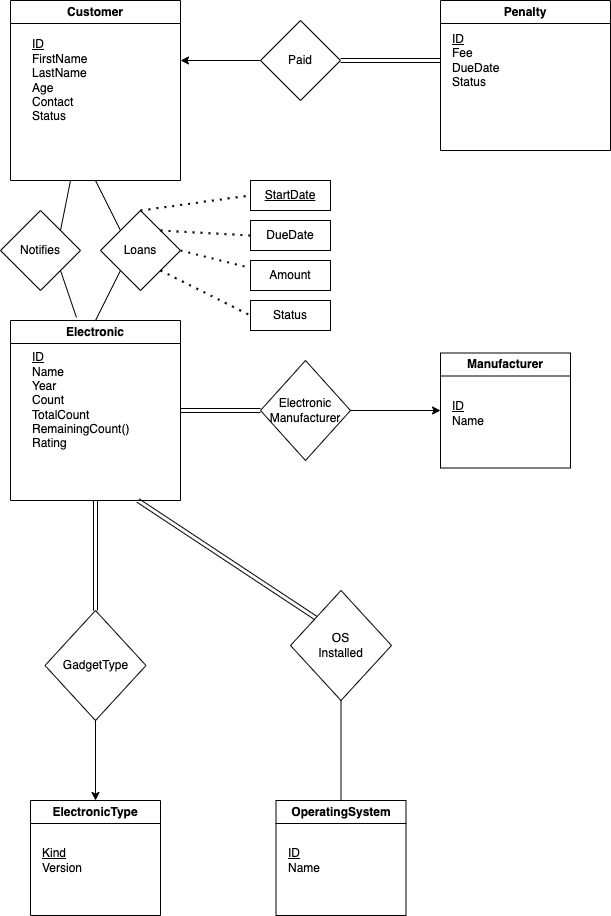 Customer
ID
FirstName
LastName
Age
Contact
Status
Paid
Penalty
ID
Fee
DueDate
Status
Notifies
Loans
StartDate
DueDate
Amount
Status
Electronic
ID
Name
Year
Count
TotalCount
RemainingCount()
Rating
Electronic
Manufacturer
Manufacturer
ID
Name
GadgetType
OS
Installed
ElectronicType
Kind
Version
OperatingSystem
ID
Name